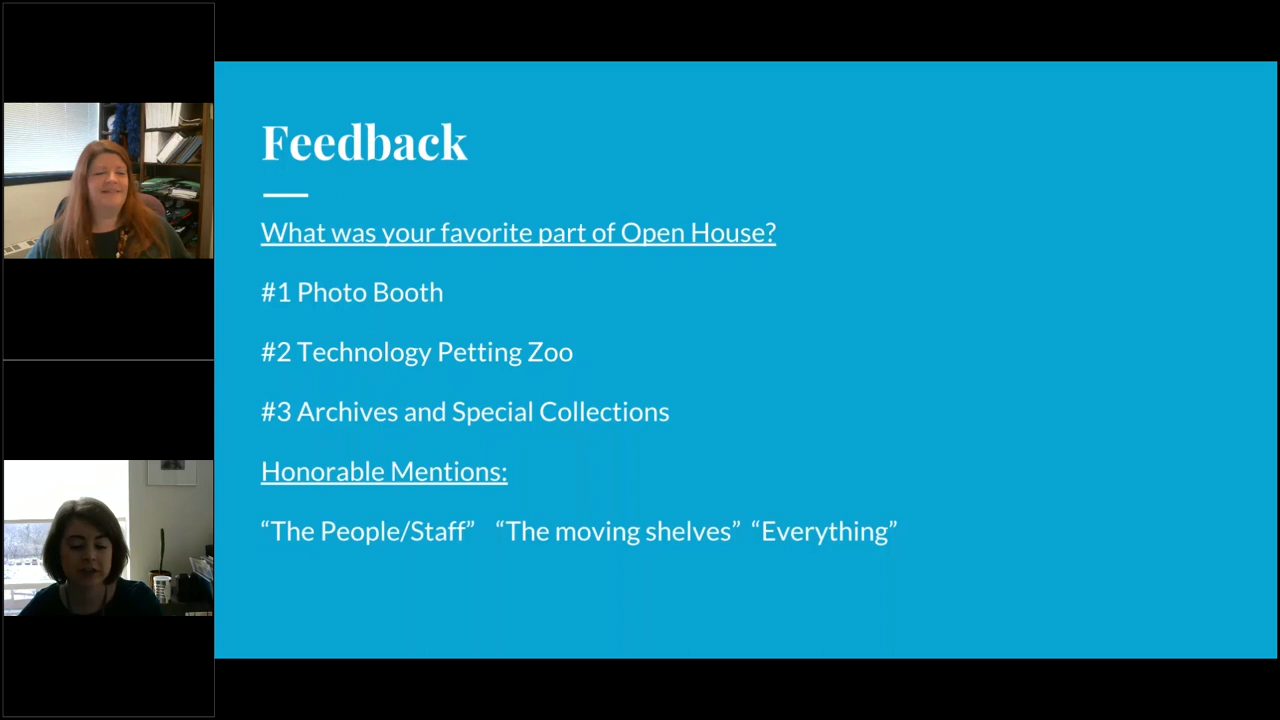 Feedback
What was your favorite part of Open House?
#1 Photo Booth
#2 Technology Petting Zoo
#3 Archives and Special Collections
Honorable Mentions:
“The People/Staff” “The moving shelves” “Everything”